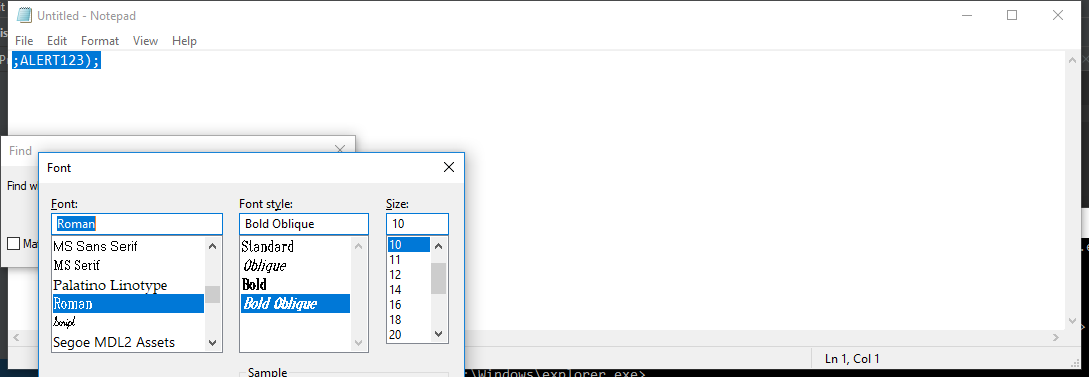 Untitled - Notepad
File Edit Format View Help
;ALERT123);
Find
Find w
Ma
Font
Font: Font style: Size:
Roman Bold Oblique 10
MS Sans Serif Standard 10
MS Serif Oblique 11
Palatino Linotype Bold 12
Roman Bold Oblique 14
Script 16
Segoe MDL2 Assets 18
20
Sample
Ln 1, Col 1
:\Windows\explorer.exe>